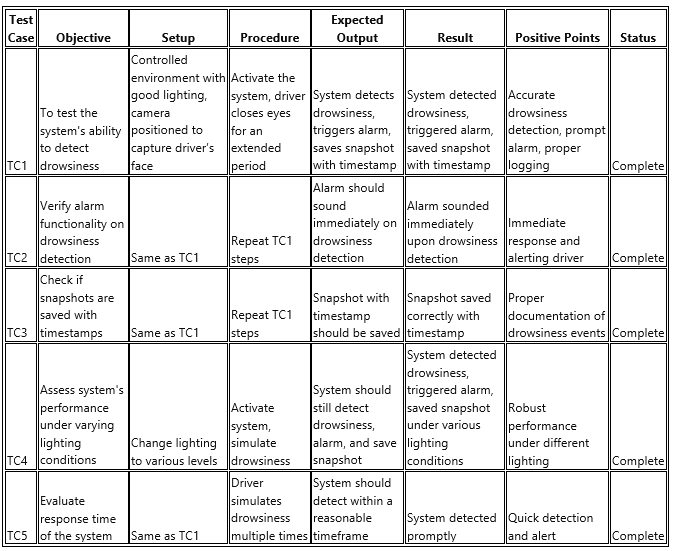 Test Case | Objective | Setup | Procedure | Expected Output | Result | Positive Points | Status
TC1 | To test the system's ability to detect drowsiness | Controlled environment with good lighting, camera positioned to capture driver's face | Activate the system, driver closes eyes for an extended period | System detects drowsiness, triggers alarm, saves snapshot with timestamp | System detected drowsiness, triggered alarm, saved snapshot with timestamp | Accurate drowsiness detection, prompt alarm, proper logging | Complete
TC2 | Verify alarm functionality on drowsiness detection | Same as TC1 | Repeat TC1 steps | Alarm should sound immediately on drowsiness detection | Alarm sounded immediately upon drowsiness detection | Immediate response and alerting driver | Complete
TC3 | Check if snapshots are saved with timestamps | Same as TC1 | Repeat TC1 steps | Snapshot with timestamp should be saved | Snapshot saved correctly with timestamp | Proper documentation of drowsiness events | Complete
TC4 | Assess system's performance under varying lighting conditions | Change lighting to various levels | Activate system, simulate drowsiness | System should still detect drowsiness, alarm, and save snapshot | System detected drowsiness, triggered alarm, saved snapshot under various lighting conditions | Robust performance under different lighting | Complete
TC5 | Evaluate response time of the system | Same as TC1 | Driver simulates drowsiness multiple times | System should detect within a reasonable timeframe | System detected promptly | Quick detection and alert | Complete